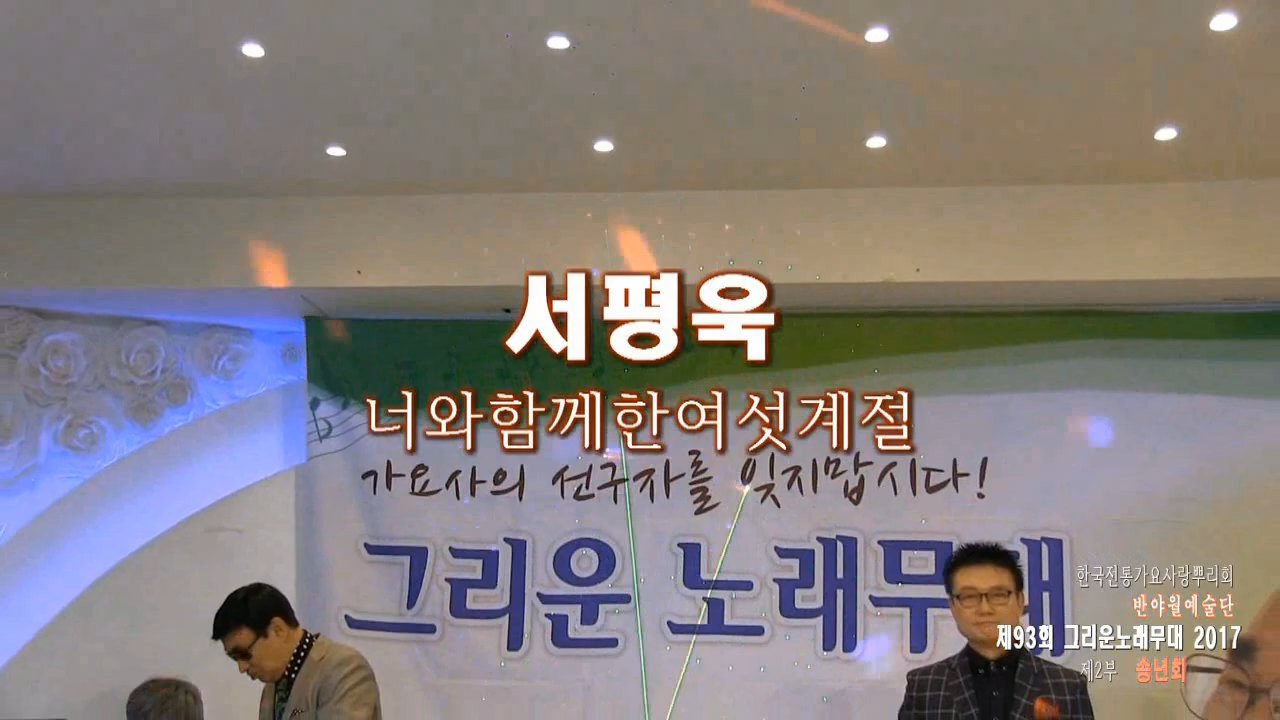 서평욱
너와함께한여섯계절
가요사의 선구자를 잊지맙시다!
그리운 노래무대
한국전통가요사랑뿌리회
반야월예술단
제93회 그리운노래무대 2017
제2부 송년회